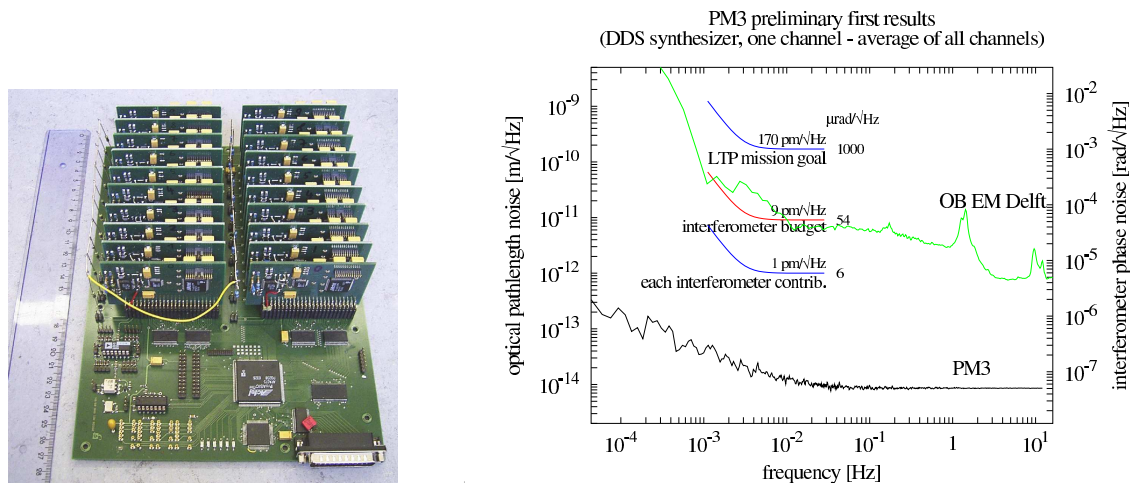 PM3 preliminary first results
(DDS synthesizer, one channel - average of all channels)
optical pathlength noise [m/√Hz]
10⁻⁹
10⁻¹⁰
10⁻¹¹
10⁻¹²
10⁻¹³
10⁻¹⁴
μrad/√Hz
170 pm/√Hz 1000
LTP mission goal
OB EM Delft
9 pm/√Hz 54
interferometer budget
1 pm/√Hz 6
each interferometer contrib.
PM3
10⁻²
10⁻³
10⁻⁴
10⁻⁵
10⁻⁶
10⁻⁷
interferometer phase noise [rad/√Hz]
10⁻⁴ 10⁻³ 10⁻² 10⁻¹ 1 10¹
frequency [Hz]
Actel